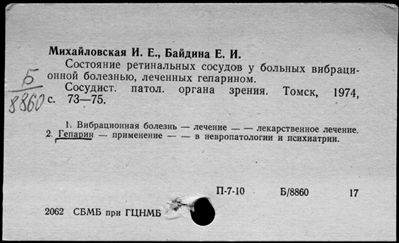 Михайловская И. Е., Байдина Е. И.
Состояние ретинальных сосудов у больных вибраци-
онной болезнью, леченных гепарином.
Сосудист. патол. органа зрения. Томск, 1974,
с. 73—75.
Б
8860
1. Вибрационная болезнь — лечение — — лекарственное лечение.
2. Гепарин — применение — — в невропатологии и психиатрии.
П-7-10 Б/8860 17
2062 СБМБ при ГЦНМБ